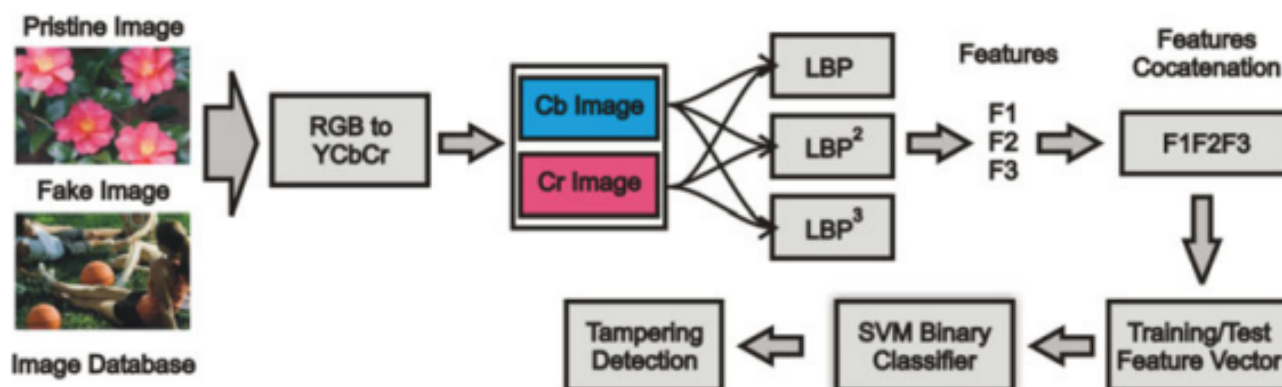 Pristine Image
Fake Image
Image Database
RGB to
YCbCr
Cb Image
Cr Image
LBP
LBP²
LBP³
Features
F1
F2
F3
Features
Cocatenation
F1F2F3
Training/Test
Feature Vector
SVM Binary
Classifier
Tampering
Detection